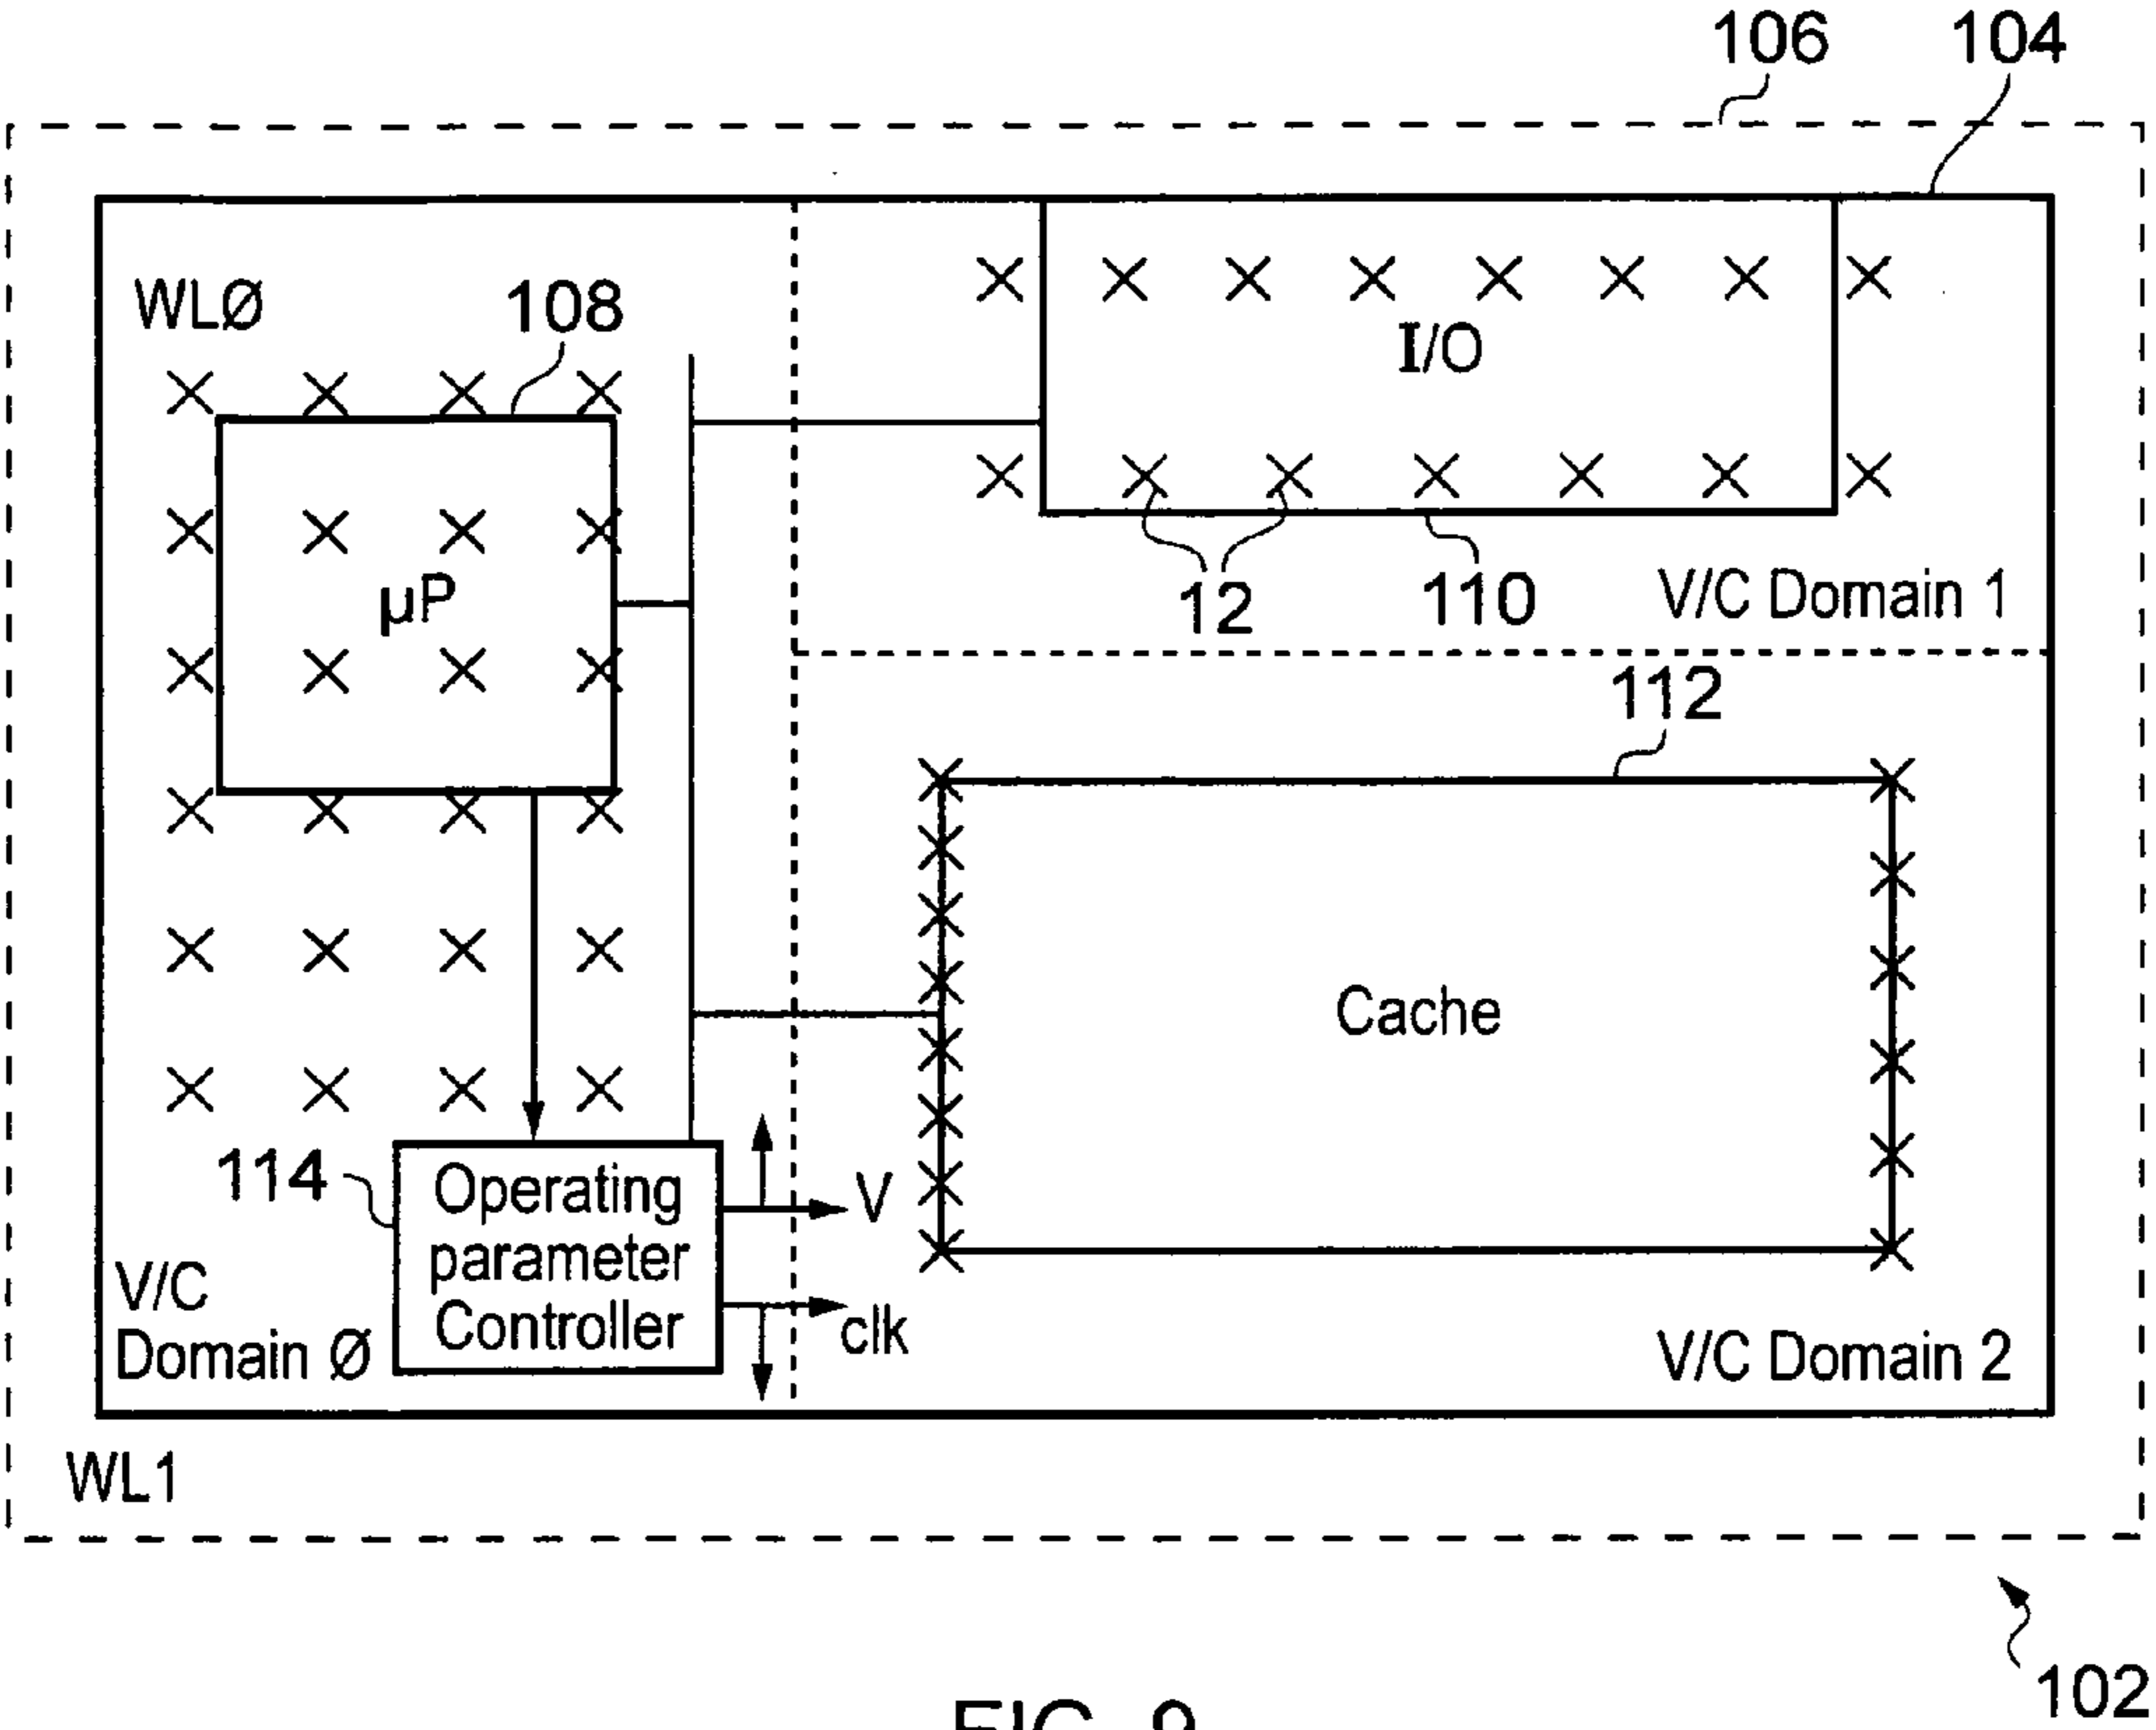 106
104
WLØ
108
I/O
µP
12
110
V/C Domain 1
112
Cache
114
Operating
parameter
Controller
V
clk
V/C
Domain Ø
V/C Domain 2
WL1
102